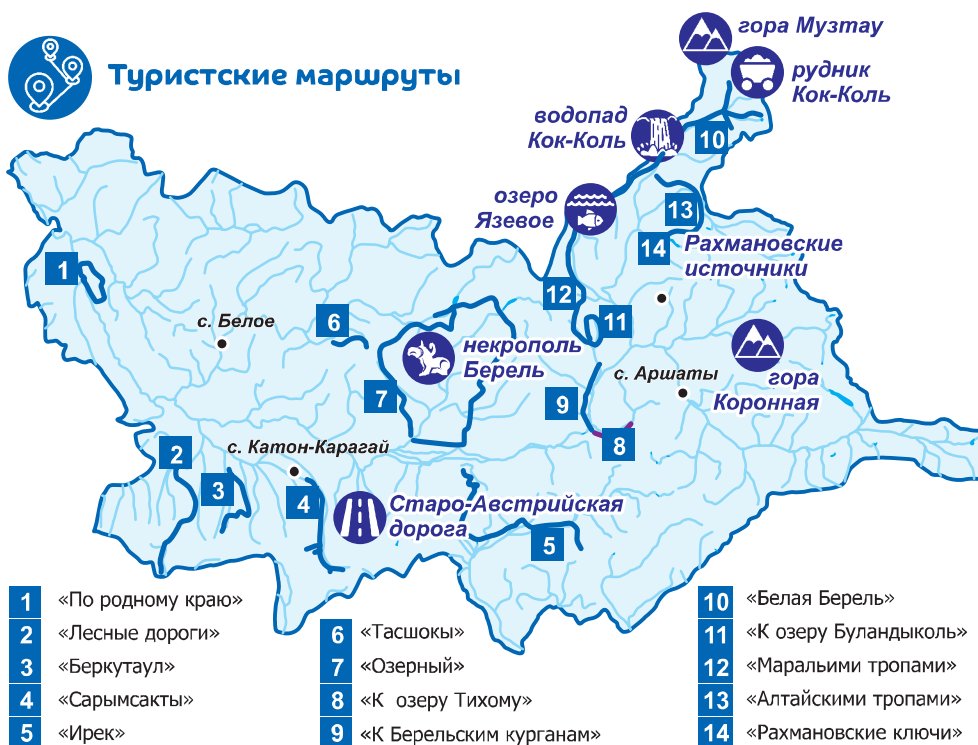 Туристские маршруты
гора Музтау
рудник
Кок-Коль
водопад
Кок-Коль
10
озеро
Язевое
13
14
Рахмановские
источники
1
12
с. Белое
6
11
некрополь
Берель
с. Аршаты
гора
Коронная
7
9
8
с. Катон-Карагай
2
3
4
Старо-Австрийская
дорога
5
1 «По родному краю»
2 «Лесные дороги»
3 «Беркутаул»
4 «Сарымсакты»
5 «Ирек»
6 «Тасшокы»
7 «Озерный»
8 «К озеру Тихому»
9 «К Берельским курганам»
10 «Белая Берель»
11 «К озеру Буландыколь»
12 «Маральими тропами»
13 «Алтайскими тропами»
14 «Рахмановские ключи»